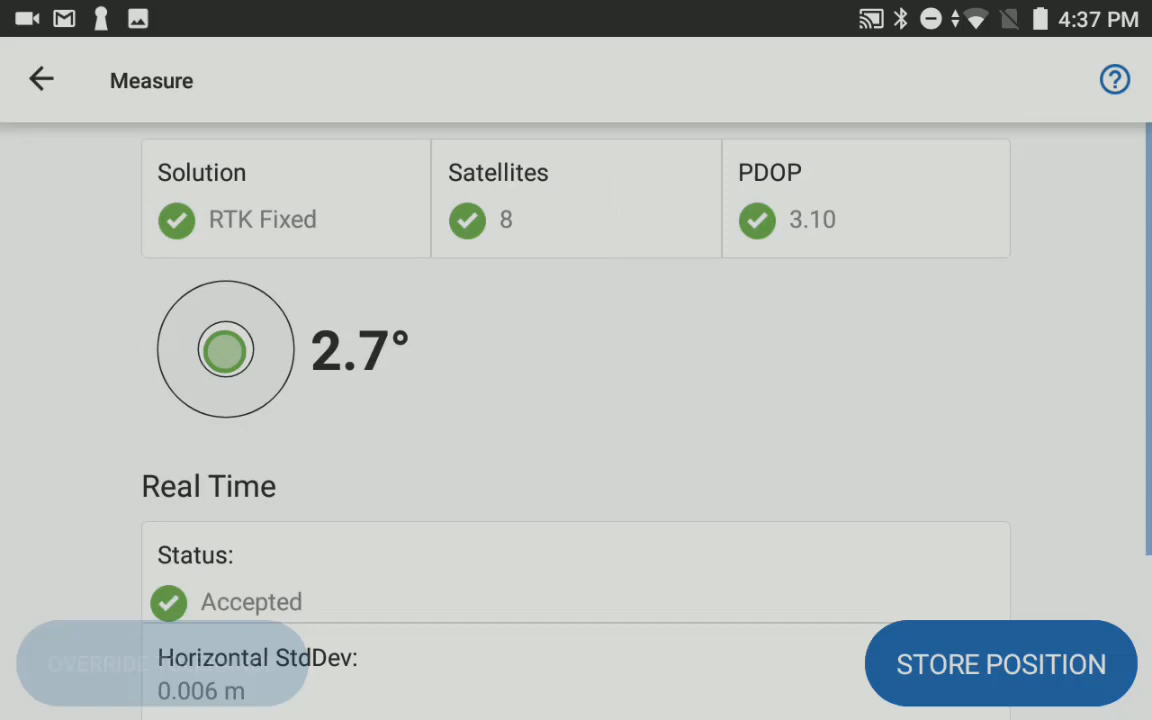 4:37 PM
Measure
Solution
RTK Fixed
Satellites
8
PDOP
3.10
2.7°
Real Time
Status:
Accepted
OVERRIDE
Horizontal StdDev:
0.006 m
STORE POSITION